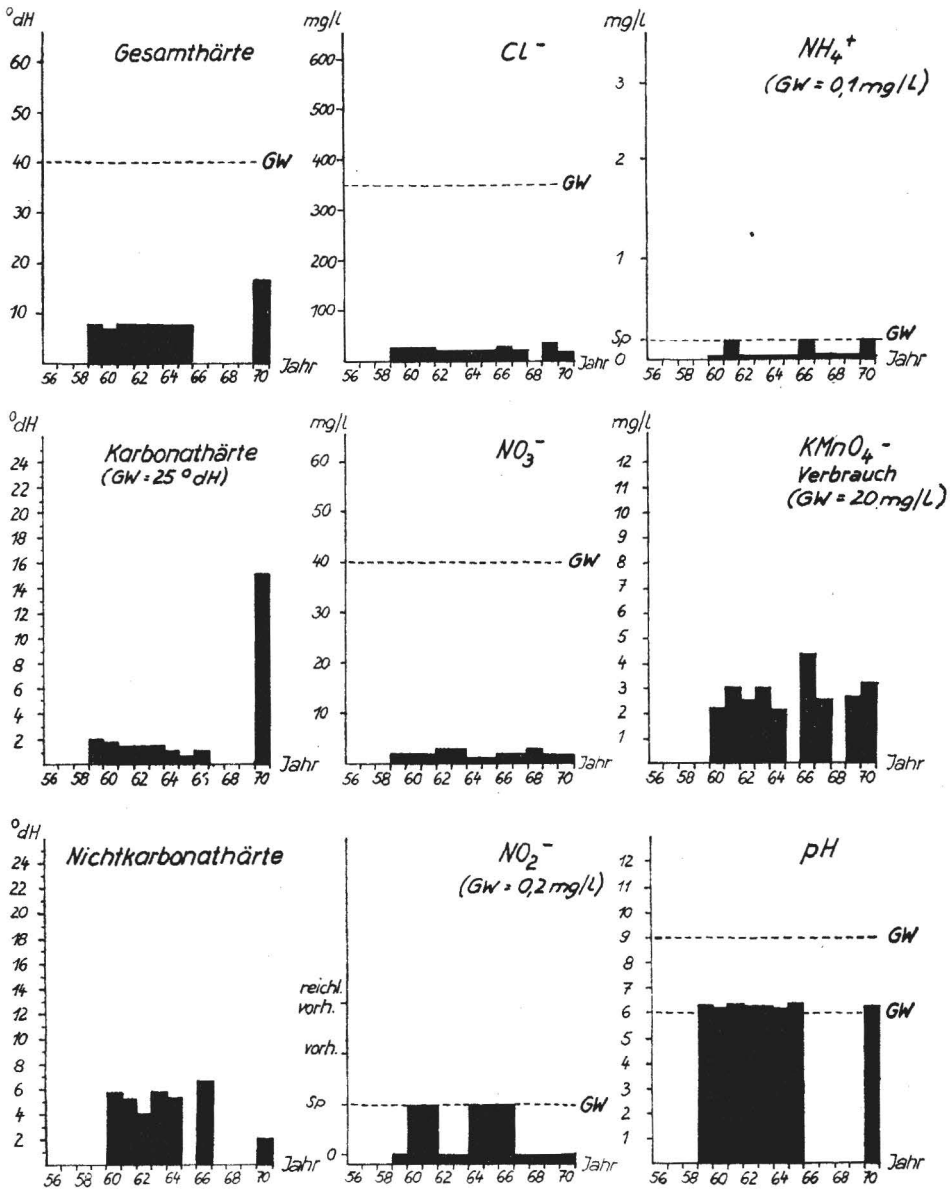 °dH
Gesamthärte
60
50
40
GW
30
20
10
56 58 60 62 64 66 68 70 Jahr
mg/l
Cl⁻
600
500
400
GW
300
200
100
56 58 60 62 64 66 68 70 Jahr
mg/l
NH₄⁺
(GW = 0,1 mg/l)
3
2
1
Sp
GW
0
56 58 60 62 64 66 68 70 Jahr
°dH
Karbonathärte
(GW = 25 °dH)
24
22
20
18
16
14
12
10
8
6
4
2
56 58 60 62 64 66 68 70 Jahr
mg/l
NO₃⁻
60
50
40
GW
30
20
10
56 58 60 62 64 66 68 70 Jahr
mg/l
KMnO₄-
Verbrauch
(GW = 20 mg/l)
12
11
10
9
8
7
6
5
4
3
2
1
56 58 60 62 64 66 68 70 Jahr
°dH
Nichtkarbonathärte
24
22
20
18
16
14
12
10
8
6
4
2
56 58 60 62 64 66 68 70 Jahr
NO₂⁻
(GW = 0,2 mg/l)
reichl.
vorh.
vorh.
Sp
GW
0
56 58 60 62 64 66 68 70 Jahr
pH
12
11
10
9
GW
8
7
6
GW
5
4
3
2
1
56 58 60 62 64 66 68 70 Jahr